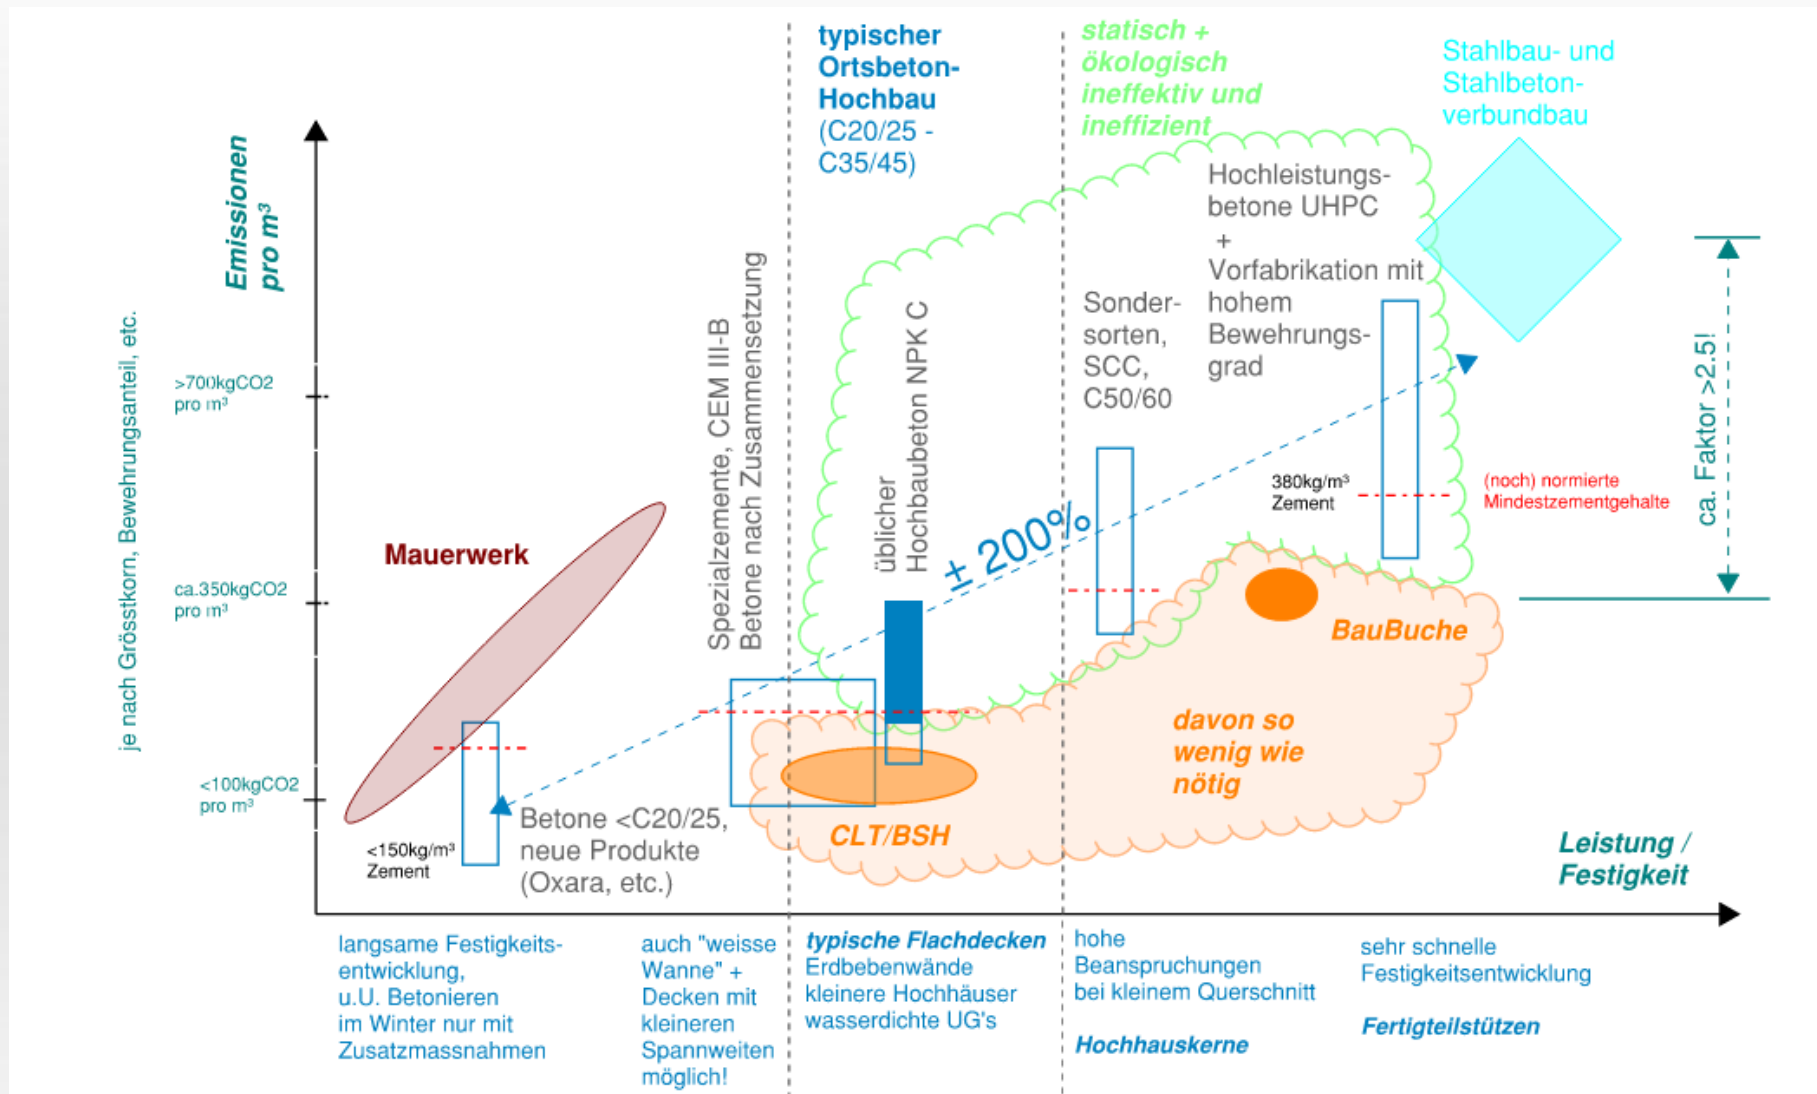 typischer
Ortsbeton-
Hochbau
(C20/25 -
C35/45)
statisch +
ökologisch
ineffektiv und
ineffizient
Stahlbau- und
Stahlbeton-
verbundbau
Emissionen
pro m³
je nach Grösstkorn, Bewehrungsanteil, etc.
>700kgCO2
pro m³
ca.350kgCO2
pro m³
<100kgCO2
pro m³
Mauerwerk
<150kg/m³
Zement
Betone <C20/25,
neue Produkte
(Oxara, etc.)
Spezialzemente, CEM III-B
Betone nach Zusammensetzung
üblicher
Hochbaubeton NPK C
± 200%
Sonder-
sorten,
SCC,
C50/60
Hochleistungs-
betone UHPC
+
Vorfabrikation mit
hohem
Bewehrungs-
grad
380kg/m³
Zement
(noch) normierte
Mindestzementgehalte
ca. Faktor >2.5!
BauBuche
davon so
wenig wie
nötig
CLT/BSH
Leistung /
Festigkeit
langsame Festigkeits-
entwicklung,
u.U. Betonieren
im Winter nur mit
Zusatzmassnahmen
auch "weisse
Wanne" +
Decken mit
kleineren
Spannweiten
möglich!
typische Flachdecken
Erdbebenwände
kleinere Hochhäuser
wasserdichte UG's
hohe
Beanspruchungen
bei kleinem Querschnitt
Hochhauskerne
sehr schnelle
Festigkeitsentwicklung
Fertigteilstützen